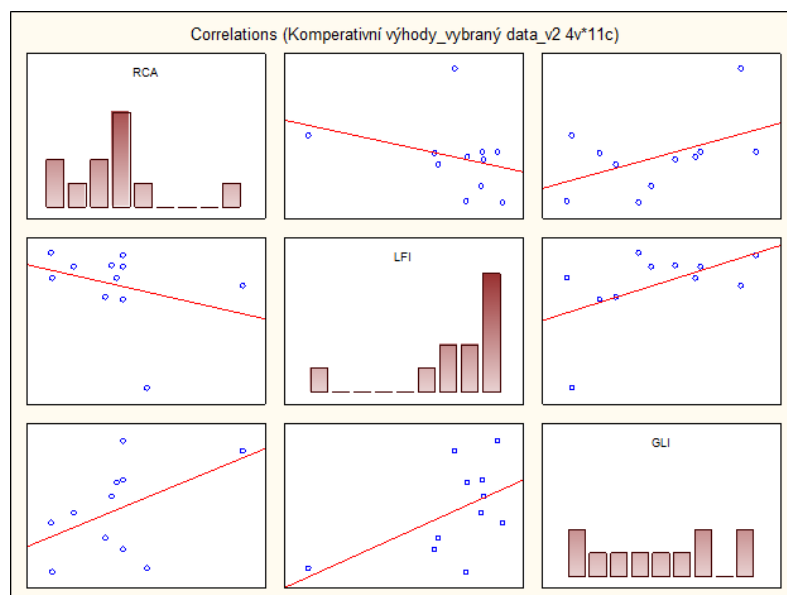 Correlations (Komperativní výhody_vybraný data_v2 4v*11c)
RCA
LFI
GLI